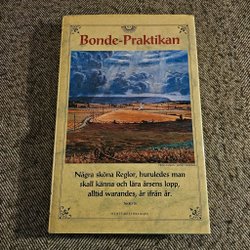 Bonde-Praktikan
Några sköna Reglor, huruledes man
skall känna och lära årsens lopp,
alltid warandes, år ifrån år.